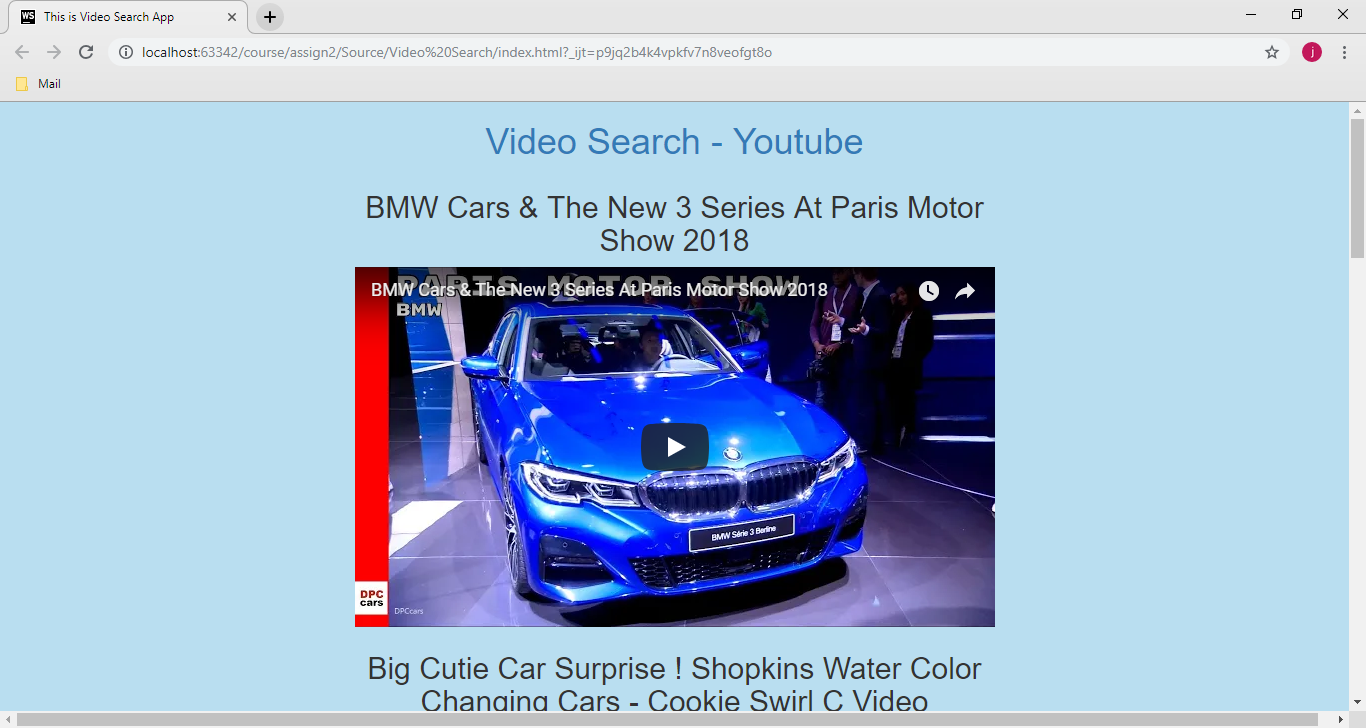 WS
This is Video Search App
localhost:63342/course/assign2/Source/Video%20Search/index.html?_ijt=p9jq2b4k4vpkfv7n8veofgt8o
j
Mail
Video Search - Youtube
BMW Cars & The New 3 Series At Paris Motor
Show 2018
PARIS MOTOR SHOW
BMW Cars & The New 3 Series At Paris Motor Show 2018
BMW
BMW Série 3 Berline
DPC
cars
DPCcars
Big Cutie Car Surprise ! Shopkins Water Color
Changing Cars - Cookie Swirl C Video